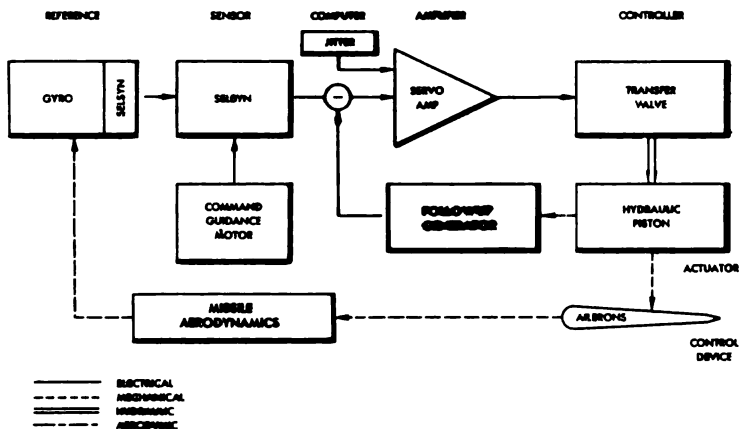 REFERENCE
SENSOR
COMPUTER
AMPLIFIER
CONTROLLER
JITTER
GYRO
SELSYN
SELSYN
−
SERVO
AMP
TRANSFER
VALVE
COMMAND
GUIDANCE
MOTOR
FOLLOWUP
GENERATOR
HYDRAULIC
PISTON
ACTUATOR
MISSILE
AERODYNAMICS
AILERONS
CONTROL
DEVICE
ELECTRICAL
MECHANICAL
HYDRAULIC